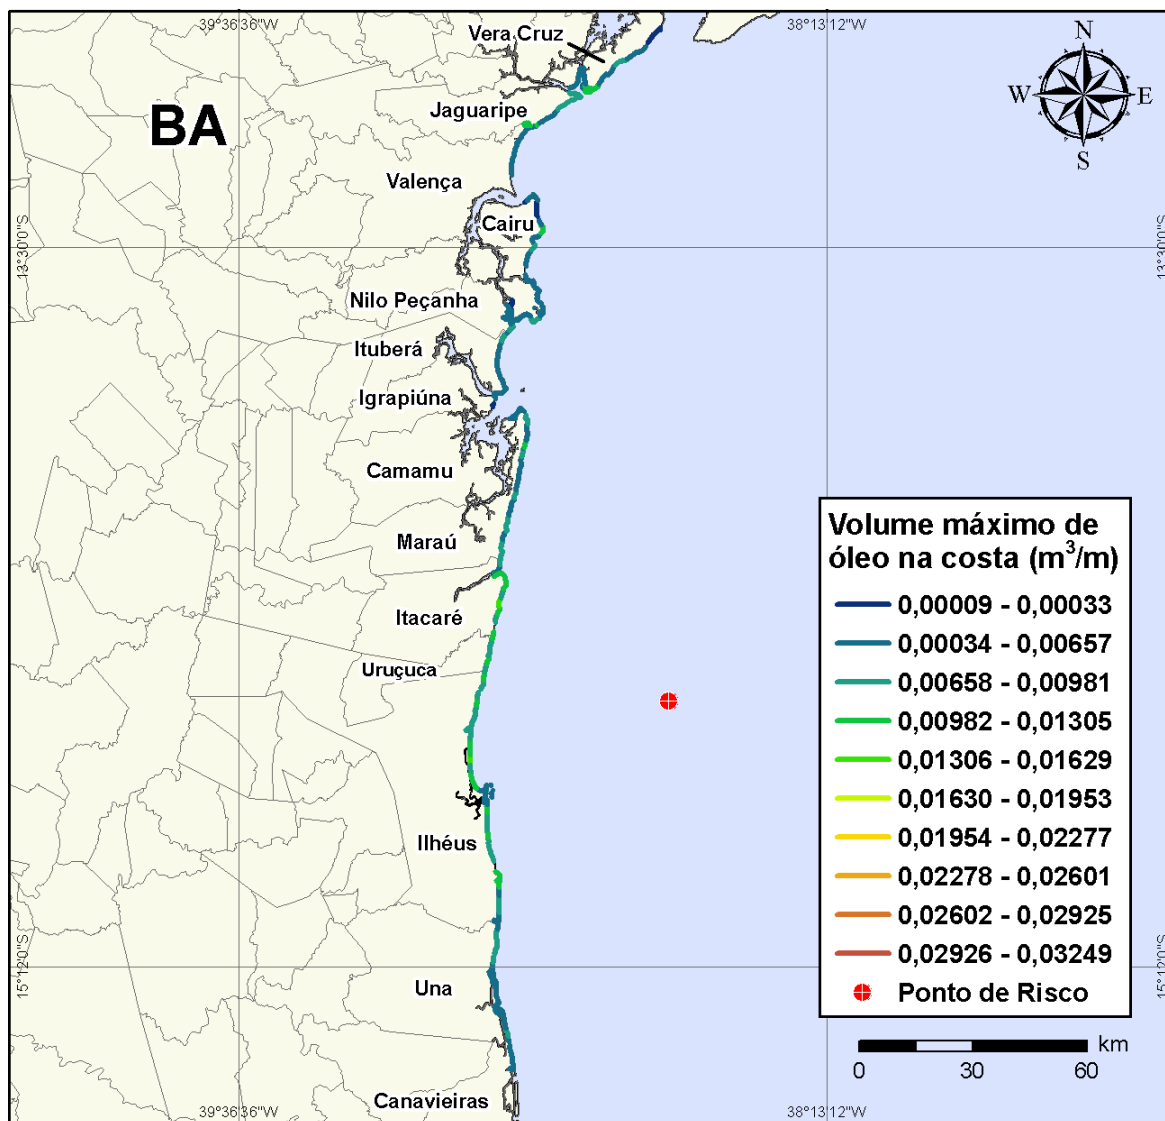 39°36'36"W
38°13'12"W
Vera Cruz
N
W
E
S
BA
Jaguaripe
Valença
Cairu
13°30'0"S
13°30'0"S
Nilo Peçanha
Ituberá
Igrapiúna
Camamu
Maraú
Itacaré
Uruçuca
Ilhéus
Una
Canavieiras
Volume máximo de
óleo na costa (m³/m)
0,00009 - 0,00033
0,00034 - 0,00657
0,00658 - 0,00981
0,00982 - 0,01305
0,01306 - 0,01629
0,01630 - 0,01953
0,01954 - 0,02277
0,02278 - 0,02601
0,02602 - 0,02925
0,02926 - 0,03249
Ponto de Risco
15°12'0"S
15°12'0"S
km
0 30 60
39°36'36"W
38°13'12"W